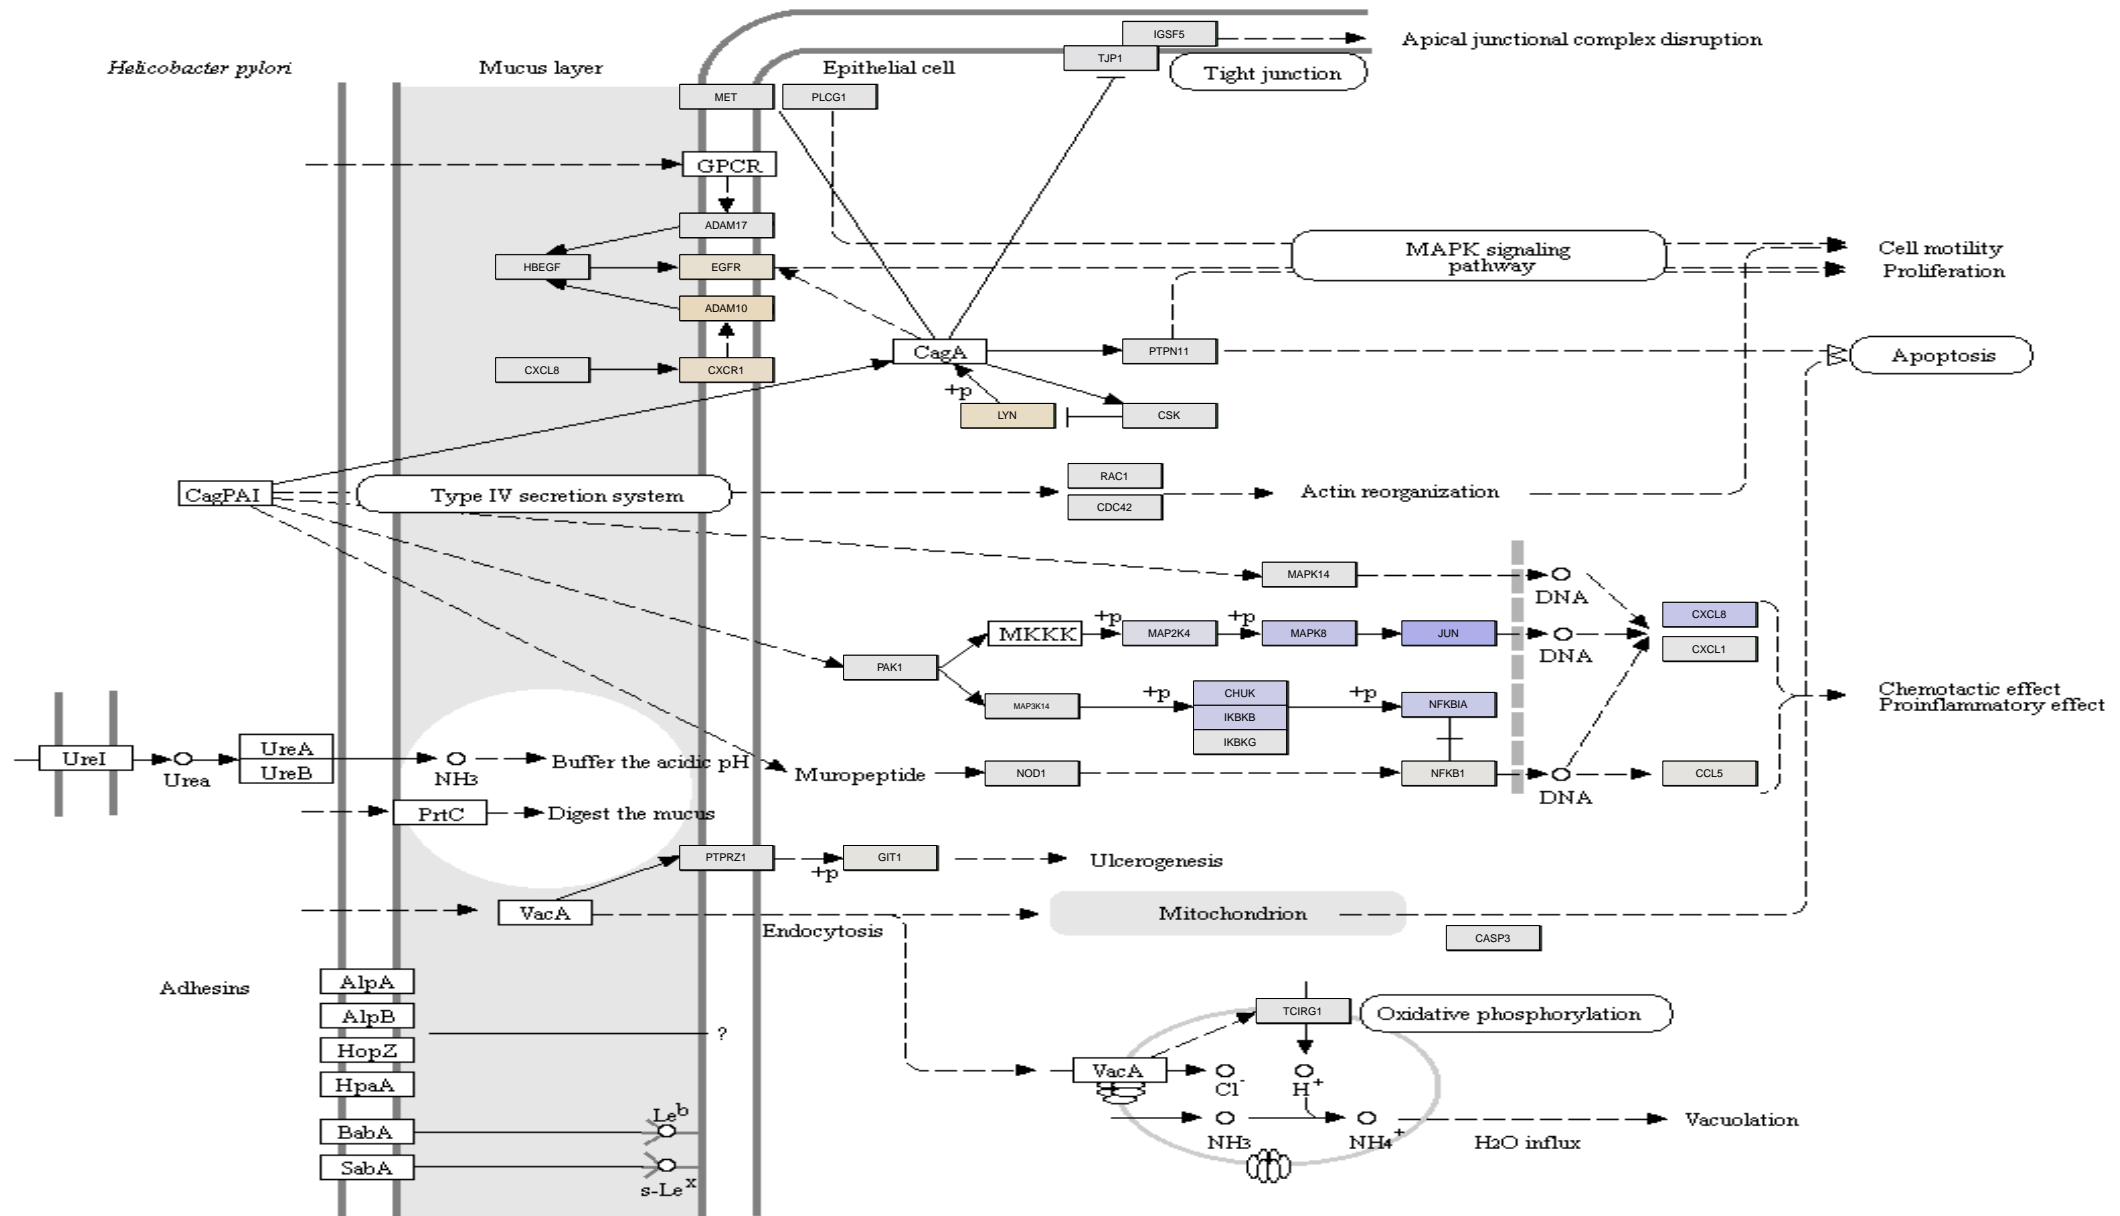 IGSF5
Apical junctional complex disruption
TJP1
Helicobacter pylori
Mucus layer
Epithelial cell
Tight junction
MET
PLCG1
GPCR
ADAM17
MAPK signaling
pathway
Cell motility
Proliferation
HBEGF
EGFR
ADAM10
CagA
PTPN11
Apoptosis
CXCL8
CXCR1
+p
LYN
CSK
RAC1
CagPAI
Type IV secretion system
Actin reorganization
CDC42
MAPK14
DNA
+p
+p
CXCL8
MKKK
MAP2K4
MAPK8
JUN
DNA
CXCL1
PAK1
+p
CHUK
+p
Chemotactic effect
Proinflammatory effect
MAP3K14
NFKBIA
IKBKB
IKBKG
UreI
Urea
UreA
UreB
NH3
Buffer the acidic pH
Muropeptide
NOD1
NFKB1
DNA
CCL5
PrtC
Digest the mucus
PTPRZ1
+p
GIT1
Ulcerogenesis
VacA
Endocytosis
Mitochondrion
CASP3
Adhesins
AlpA
AlpB
HopZ
HpaA
BabA
SabA
?
Le b
s-Le x
TCIRG1
Oxidative phosphorylation
VacA
Cl-
H+
NH3
NH4+
H2O influx
Vacuolation